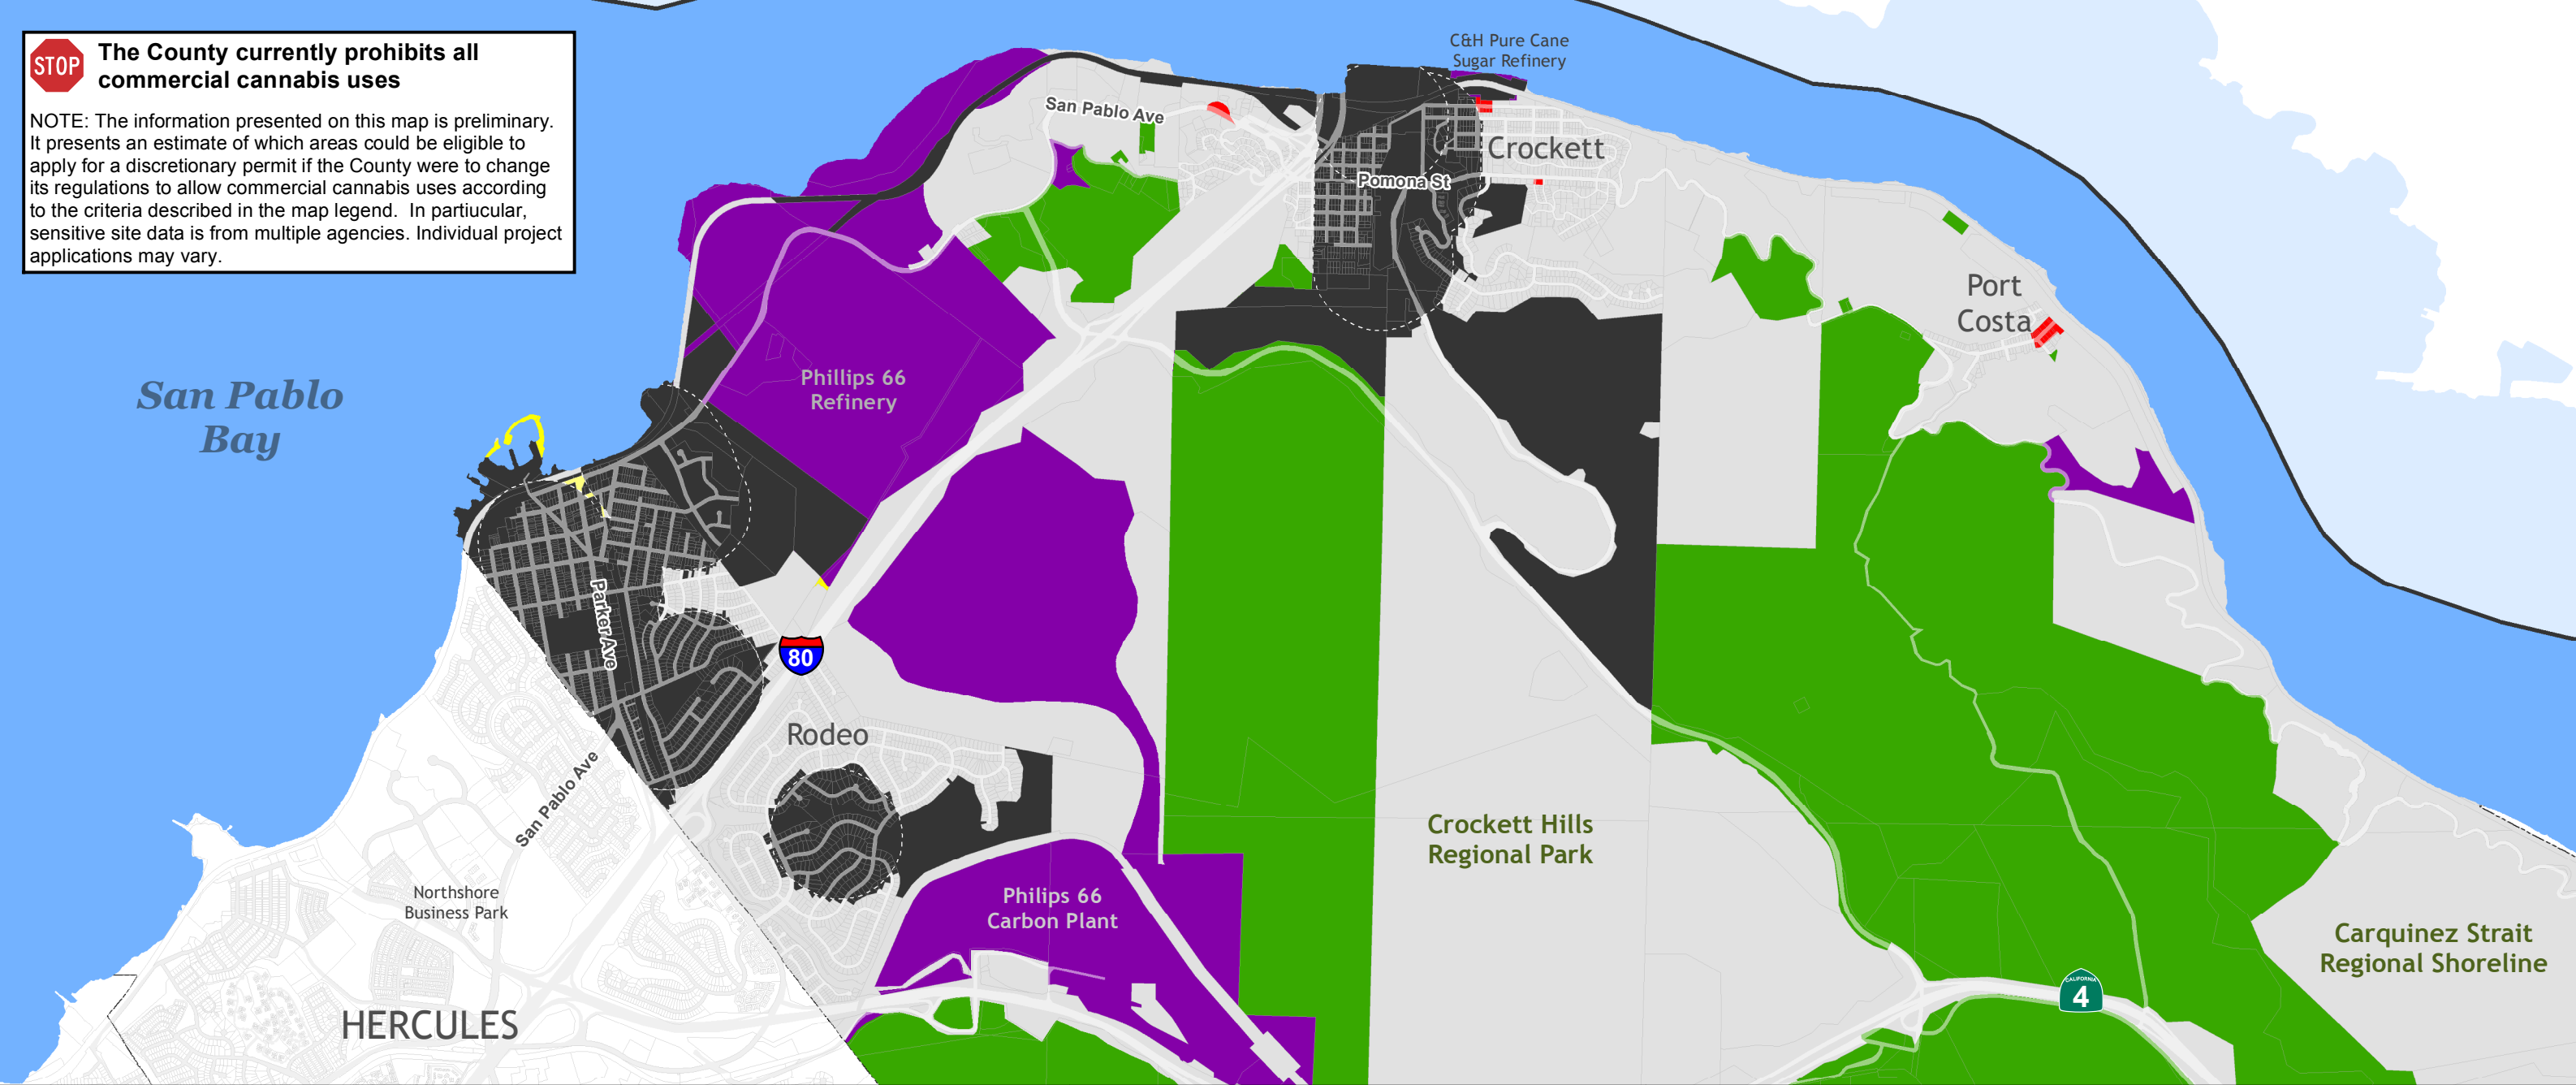 STOP
The County currently prohibits all
commercial cannabis uses
NOTE: The information presented on this map is preliminary.
It presents an estimate of which areas could be eligible to
apply for a discretionary permit if the County were to change
its regulations to allow commercial cannabis uses according
to the criteria described in the map legend.  In partiucular,
sensitive site data is from multiple agencies. Individual project
applications may vary.
C&H Pure Cane
Sugar Refinery
San Pablo Ave
Crockett
Pomona St
Port
Costa
San Pablo
Bay
Phillips 66
Refinery
Parker Ave
80
Rodeo
San Pablo Ave
Crockett Hills
Regional Park
Northshore
Business Park
Philips 66
Carbon Plant
Carquinez Strait
Regional Shoreline
CALIFORNIA
4
HERCULES